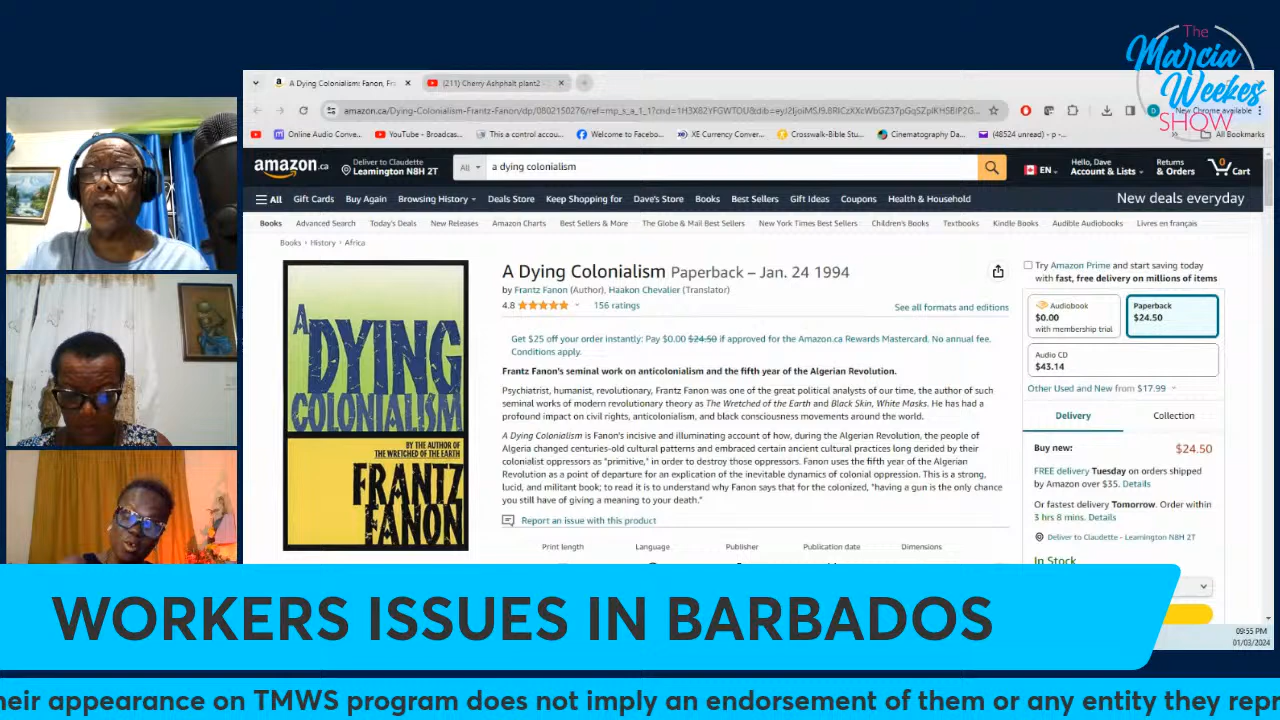 The
Marcia
Weekes
SHOW
A Dying Colonialism: Fanon, Fr
(211) Cherry Ashphalt plant2 -
New Chrome available
Online Audio Conve...
YouTube - Broadcas...
This a control accou...
Welcome to Facebo...
XE Currency Conver...
Crosswalk-Bible Stu...
Cinematography Da...
(48524 unread) - p -...
All Bookmarks
amazon.ca
Deliver to Claudette
Leamington N8H 2T
All
a dying colonialism
EN
Hello, Dave
Account & Lists
Returns
& Orders
0
Cart
All
Gift Cards
Buy Again
Browsing History
Deals Store
Keep Shopping for
Dave's Store
Books
Best Sellers
Gift Ideas
Coupons
Health & Household
New deals everyday
Books
Advanced Search
Today's Deals
New Releases
Amazon Charts
Best Sellers & More
The Globe & Mail Best Sellers
New York Times Best Sellers
Children's Books
Textbooks
Kindle Books
Audible Audiobooks
Livres en français
Books › History › Africa
A
DYING
COLONIALISM
BY THE AUTHOR OF
THE WRETCHED OF THE EARTH
FRANTZ
FANON
A Dying Colonialism Paperback – Jan. 24 1994
by Frantz Fanon (Author), Haakon Chevalier (Translator)
4.8
156 ratings
See all formats and editions
Get $25 off your order instantly: Pay $0.00 $24.50 if approved for the Amazon.ca Rewards Mastercard. No annual fee.
Conditions apply.
Frantz Fanon's seminal work on anticolonialism and the fifth year of the Algerian Revolution.
Psychiatrist, humanist, revolutionary, Frantz Fanon was one of the great political analysts of our time, the author of such
seminal works of modern revolutionary theory as The Wretched of the Earth and Black Skin, White Masks. He has had a
profound impact on civil rights, anticolonialism, and black consciousness movements around the world.
A Dying Colonialism is Fanon's incisive and illuminating account of how, during the Algerian Revolution, the people of
Algeria changed centuries-old cultural patterns and embraced certain ancient cultural practices long derided by their
colonialist oppressors as "primitive," in order to destroy those oppressors. Fanon uses the fifth year of the Algerian
Revolution as a point of departure for an explication of the inevitable dynamics of colonial oppression. This is a strong,
lucid, and militant book; to read it is to understand why Fanon says that for the colonized, "having a gun is the only chance
you still have of giving a meaning to your death."
Report an issue with this product
Print length
Language
Publisher
Publication date
Dimensions
Try Amazon Prime and start saving today
with fast, free delivery on millions of items
Audiobook
$0.00
with membership trial
Paperback
$24.50
Audio CD
$43.14
Other Used and New from $17.99
Delivery
Collection
Buy new:
$24.50
FREE delivery Tuesday on orders shipped
by Amazon over $35. Details
Or fastest delivery Tomorrow. Order within
3 hrs 8 mins. Details
Deliver to Claudette - Leamington N8H 2T
In Stock
09:55 PM
01/03/2024
WORKERS ISSUES IN BARBADOS
heir appearance on TMWS program does not imply an endorsement of them or any entity they repr